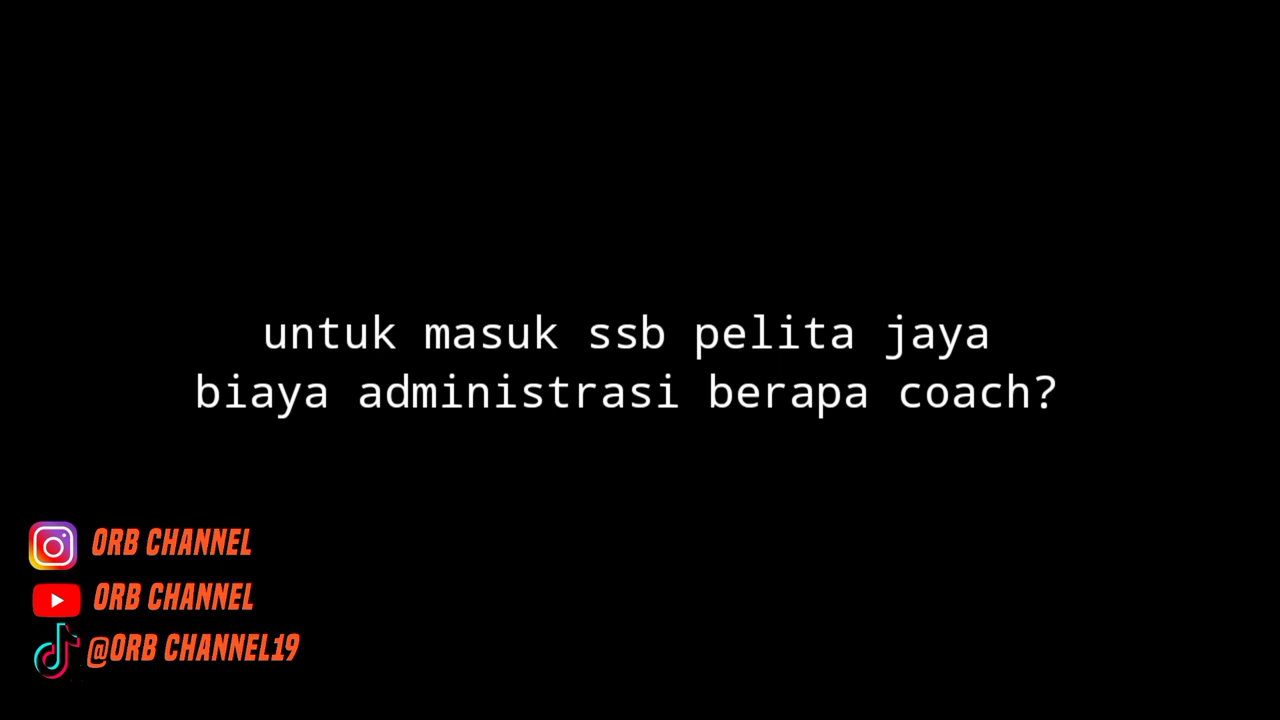 untuk masuk ssb pelita jaya
biaya administrasi berapa coach?
ORB CHANNEL
ORB CHANNEL
@ORB CHANNEL19